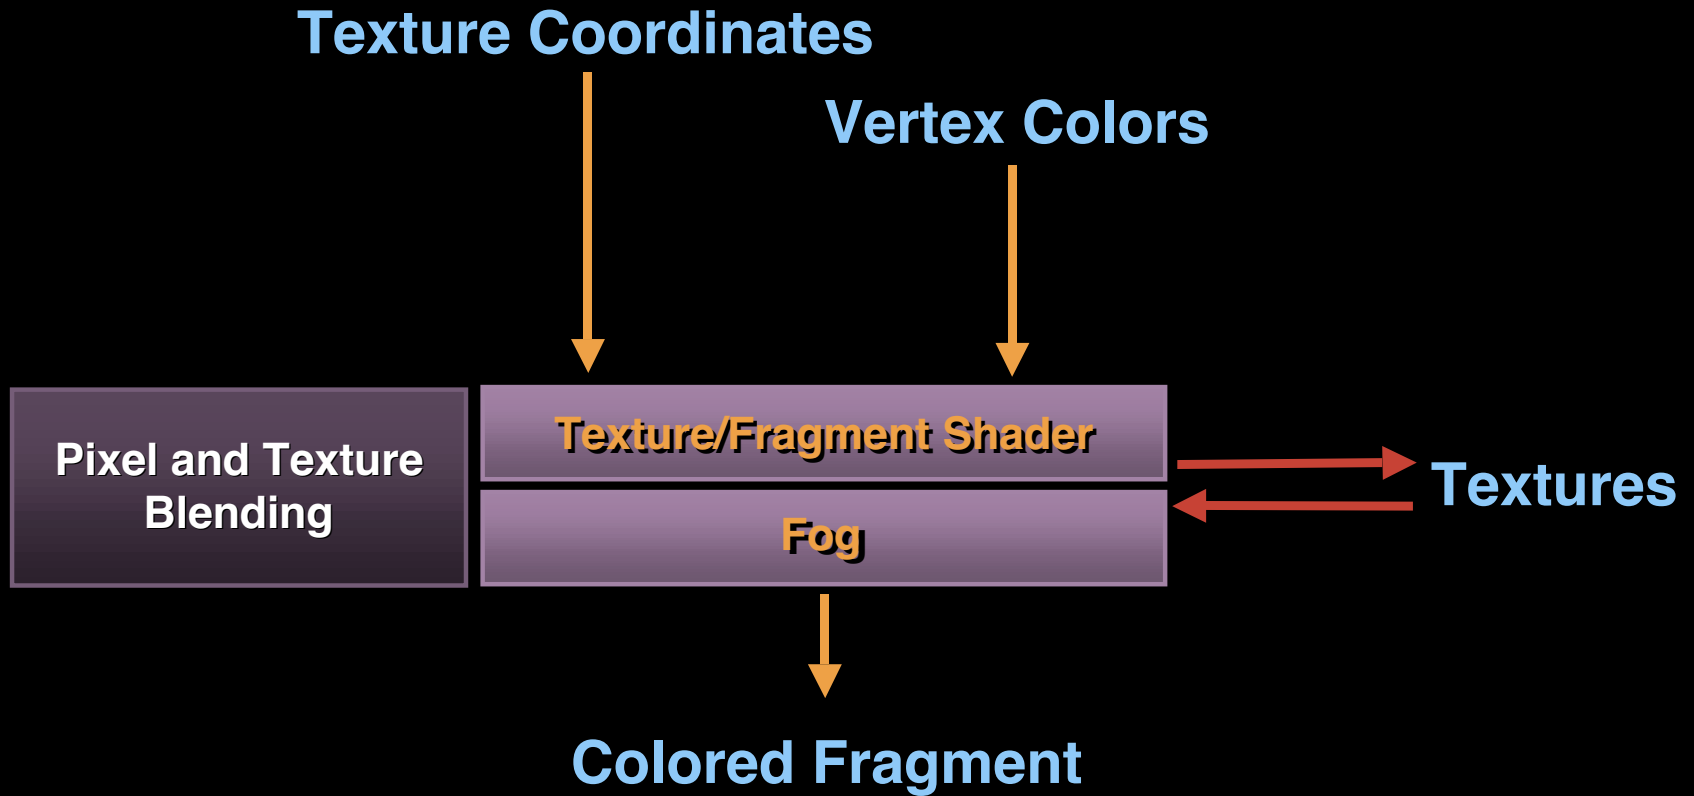 Texture Coordinates
Vertex Colors
Pixel and Texture
Blending
Texture/Fragment Shader
Fog
Textures
Colored Fragment